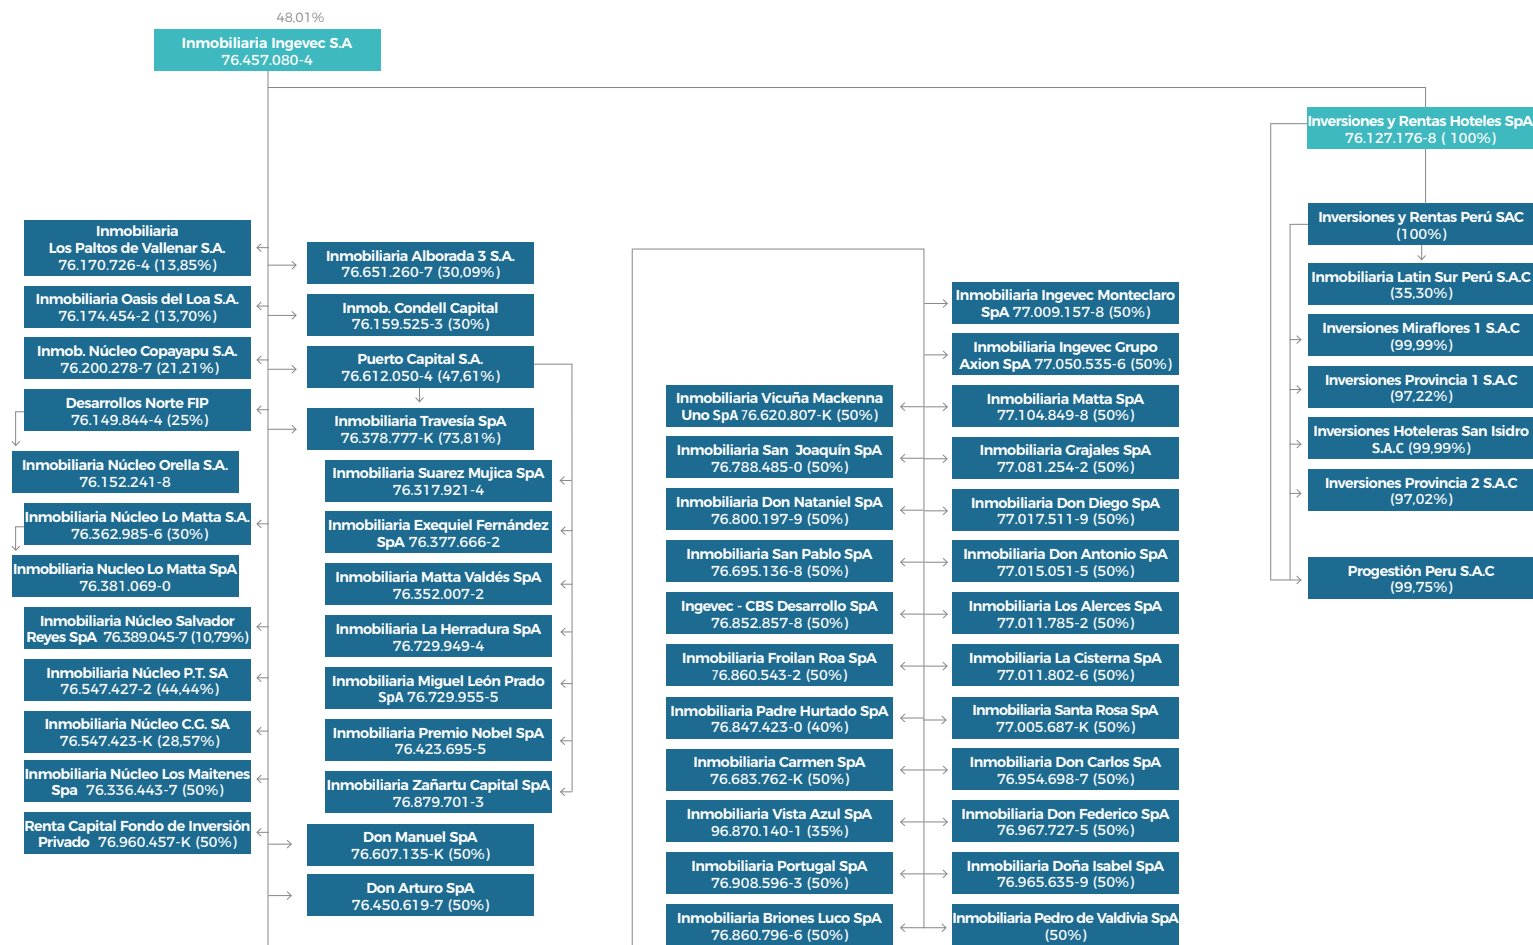 48,01%
Inmobiliaria Ingevec S.A
76.457.080-4
Inversiones y Rentas Hoteles SpA
76.127.176-8 ( 100%)
Inmobiliaria
Los Paltos de Vallenar S.A.
76.170.726-4 (13,85%)
Inmobiliaria Oasis del Loa S.A.
76.174.454-2 (13,70%)
Inmob. Núcleo Copayapu S.A.
76.200.278-7 (21,21%)
Desarrollos Norte FIP
76.149.844-4 (25%)
Inmobiliaria Núcleo Orella S.A.
76.152.241-8
Inmobiliaria Núcleo Lo Matta S.A.
76.362.985-6 (30%)
Inmobiliaria Nucleo Lo Matta SpA
76.381.069-0
Inmobiliaria Núcleo Salvador
Reyes SpA 76.389.045-7 (10,79%)
Inmobiliaria Núcleo P.T. SA
76.547.427-2 (44,44%)
Inmobiliaria Núcleo C.G. SA
76.547.423-K (28,57%)
Inmobiliaria Núcleo Los Maitenes
Spa 76.336.443-7 (50%)
Renta Capital Fondo de Inversión
Privado 76.960.457-K (50%)
Inmobiliaria Alborada 3 S.A.
76.651.260-7 (30,09%)
Inmob. Condell Capital
76.159.525-3 (30%)
Puerto Capital S.A.
76.612.050-4 (47,61%)
Inmobiliaria Travesía SpA
76.378.777-K (73,81%)
Inmobiliaria Suarez Mujica SpA
76.317.921-4
Inmobiliaria Exequiel Fernández
SpA 76.377.666-2
Inmobiliaria Matta Valdés SpA
76.352.007-2
Inmobiliaria La Herradura SpA
76.729.949-4
Inmobiliaria Miguel León Prado
SpA 76.729.955-5
Inmobiliaria Premio Nobel SpA
76.423.695-5
Inmobiliaria Zañartu Capital SpA
76.879.701-3
Don Manuel SpA
76.607.135-K (50%)
Don Arturo SpA
76.450.619-7 (50%)
Inmobiliaria Vicuña Mackenna
Uno SpA 76.620.807-K (50%)
Inmobiliaria San Joaquín SpA
76.788.485-0 (50%)
Inmobiliaria Don Nataniel SpA
76.800.197-9 (50%)
Inmobiliaria San Pablo SpA
76.695.136-8 (50%)
Ingevec - CBS Desarrollo SpA
76.852.857-8 (50%)
Inmobiliaria Froilan Roa SpA
76.860.543-2 (50%)
Inmobiliaria Padre Hurtado SpA
76.847.423-0 (40%)
Inmobiliaria Carmen SpA
76.683.762-K (50%)
Inmobiliaria Vista Azul SpA
96.870.140-1 (35%)
Inmobiliaria Portugal SpA
76.908.596-3 (50%)
Inmobiliaria Briones Luco SpA
76.860.796-6 (50%)
Inmobiliaria Ingevec Monteclaro
SpA 77.009.157-8 (50%)
Inmobiliaria Ingevec Grupo
Axion SpA 77.050.535-6 (50%)
Inmobiliaria Matta SpA
77.104.849-8 (50%)
Inmobiliaria Grajales SpA
77.081.254-2 (50%)
Inmobiliaria Don Diego SpA
77.017.511-9 (50%)
Inmobiliaria Don Antonio SpA
77.015.051-5 (50%)
Inmobiliaria Los Alerces SpA
77.011.785-2 (50%)
Inmobiliaria La Cisterna SpA
77.011.802-6 (50%)
Inmobiliaria Santa Rosa SpA
77.005.687-K (50%)
Inmobiliaria Don Carlos SpA
76.954.698-7 (50%)
Inmobiliaria Don Federico SpA
76.967.727-5 (50%)
Inmobiliaria Doña Isabel SpA
76.965.635-9 (50%)
Inmobiliaria Pedro de Valdivia SpA
(50%)
Inversiones y Rentas Perú SAC
(100%)
Inmobiliaria Latin Sur Perú S.A.C
(35,30%)
Inversiones Miraflores 1 S.A.C
(99,99%)
Inversiones Provincia 1 S.A.C
(97,22%)
Inversiones Hoteleras San Isidro
S.A.C (99,99%)
Inversiones Provincia 2 S.A.C
(97,02%)
Progestión Peru S.A.C
(99,75%)